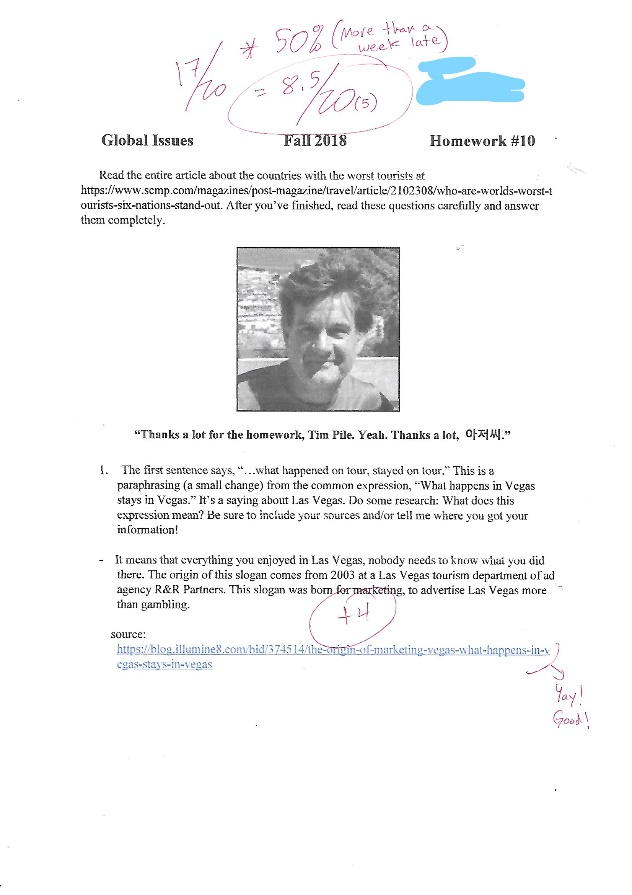 17/20 * 50% (More than a
week late)
= 8.5/20 (5)
Global Issues Fall 2018 Homework #10
Read the entire article about the countries with the worst tourists at
https://www.scmp.com/magazines/post-magazine/travel/article/2102308/who-are-worlds-worst-t
ourists-six-nations-stand-out. After you've finished, read these questions carefully and answer
them completely.
“Thanks a lot for the homework, Tim Pile. Yeah. Thanks a lot, 아저씨.”
1. The first sentence says, “…what happened on tour, stayed on tour.” This is a
paraphrasing (a small change) from the common expression, “What happens in Vegas
stays in Vegas.” It's a saying about Las Vegas. Do some research: What does this
expression mean? Be sure to include your sources and/or tell me where you got your
information!
- It means that everything you enjoyed in Las Vegas, nobody needs to know what you did
there. The origin of this slogan comes from 2003 at a Las Vegas tourism department of ad
agency R&R Partners. This slogan was born for marketing, to advertise Las Vegas more
than gambling.
+4
source:
https://blog.illumine8.com/bid/374514/the-origin-of-marketing-vegas-what-happens-in-v
egas-stays-in-vegas
Yay!
Good!